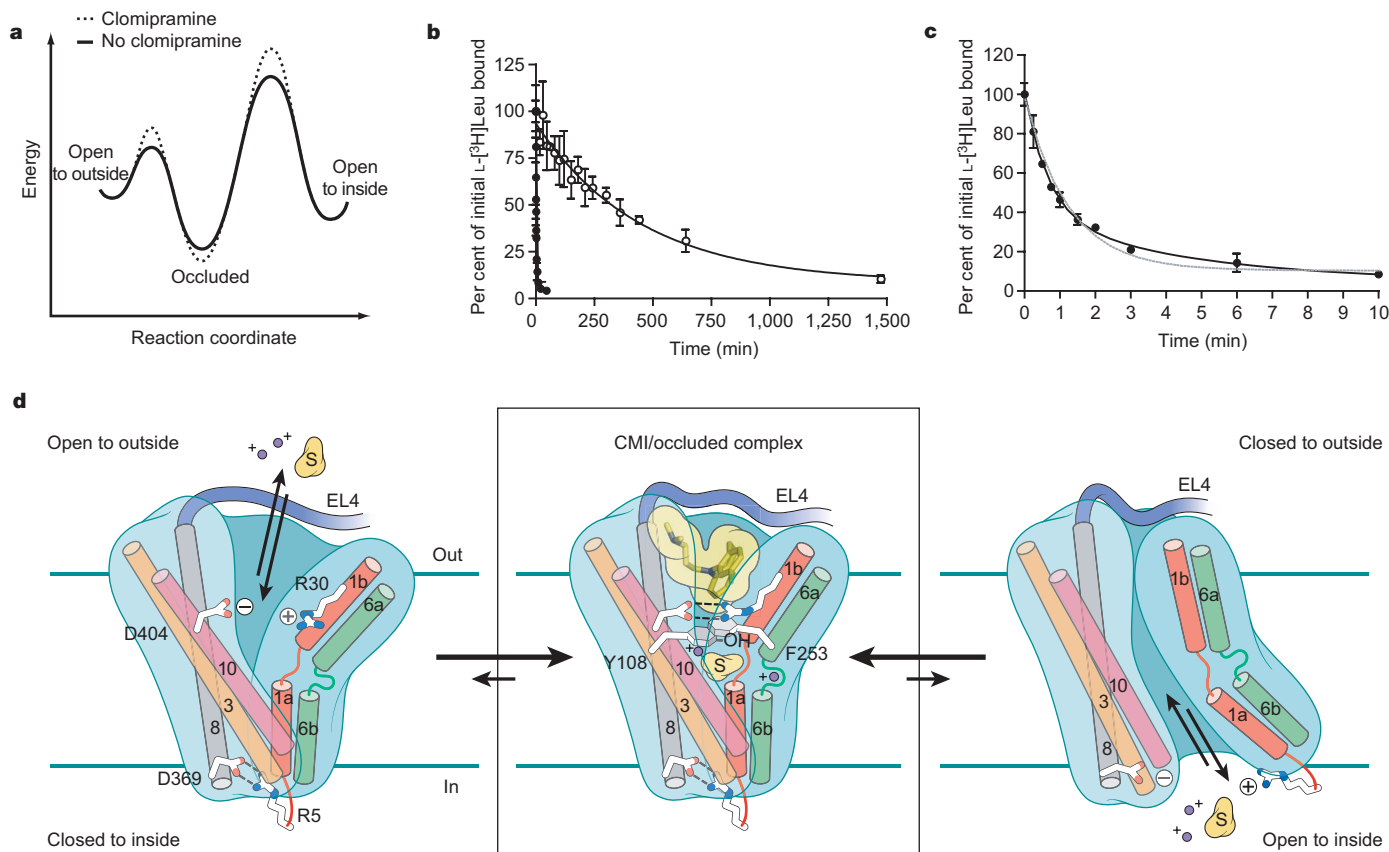 a
Clomipramine
No clomipramine
Energy
Open
to outside
Occluded
Open
to inside
Reaction coordinate
b
Per cent of initial L-[³H]Leu bound
125
100
75
50
25
0
0 250 500 750 1,000 1,250 1,500
Time (min)
c
Per cent of initial L-[³H]Leu bound
120
100
80
60
40
20
0
0 1 2 3 4 5 6 7 8 9 10
Time (min)
d
Open to outside
+ +
S
EL4
Out
R30
1b
6a
D404
− +
10
3
8
1a
6b
D369
R5
In
Closed to inside
CMI/occluded complex
EL4
1b
6a
OH
Y108
+
S
F253
+
10
3
8
1a
6b
Closed to outside
EL4
1b
6a
10
3
8
1a
6b
− +
S
+
+
Open to inside